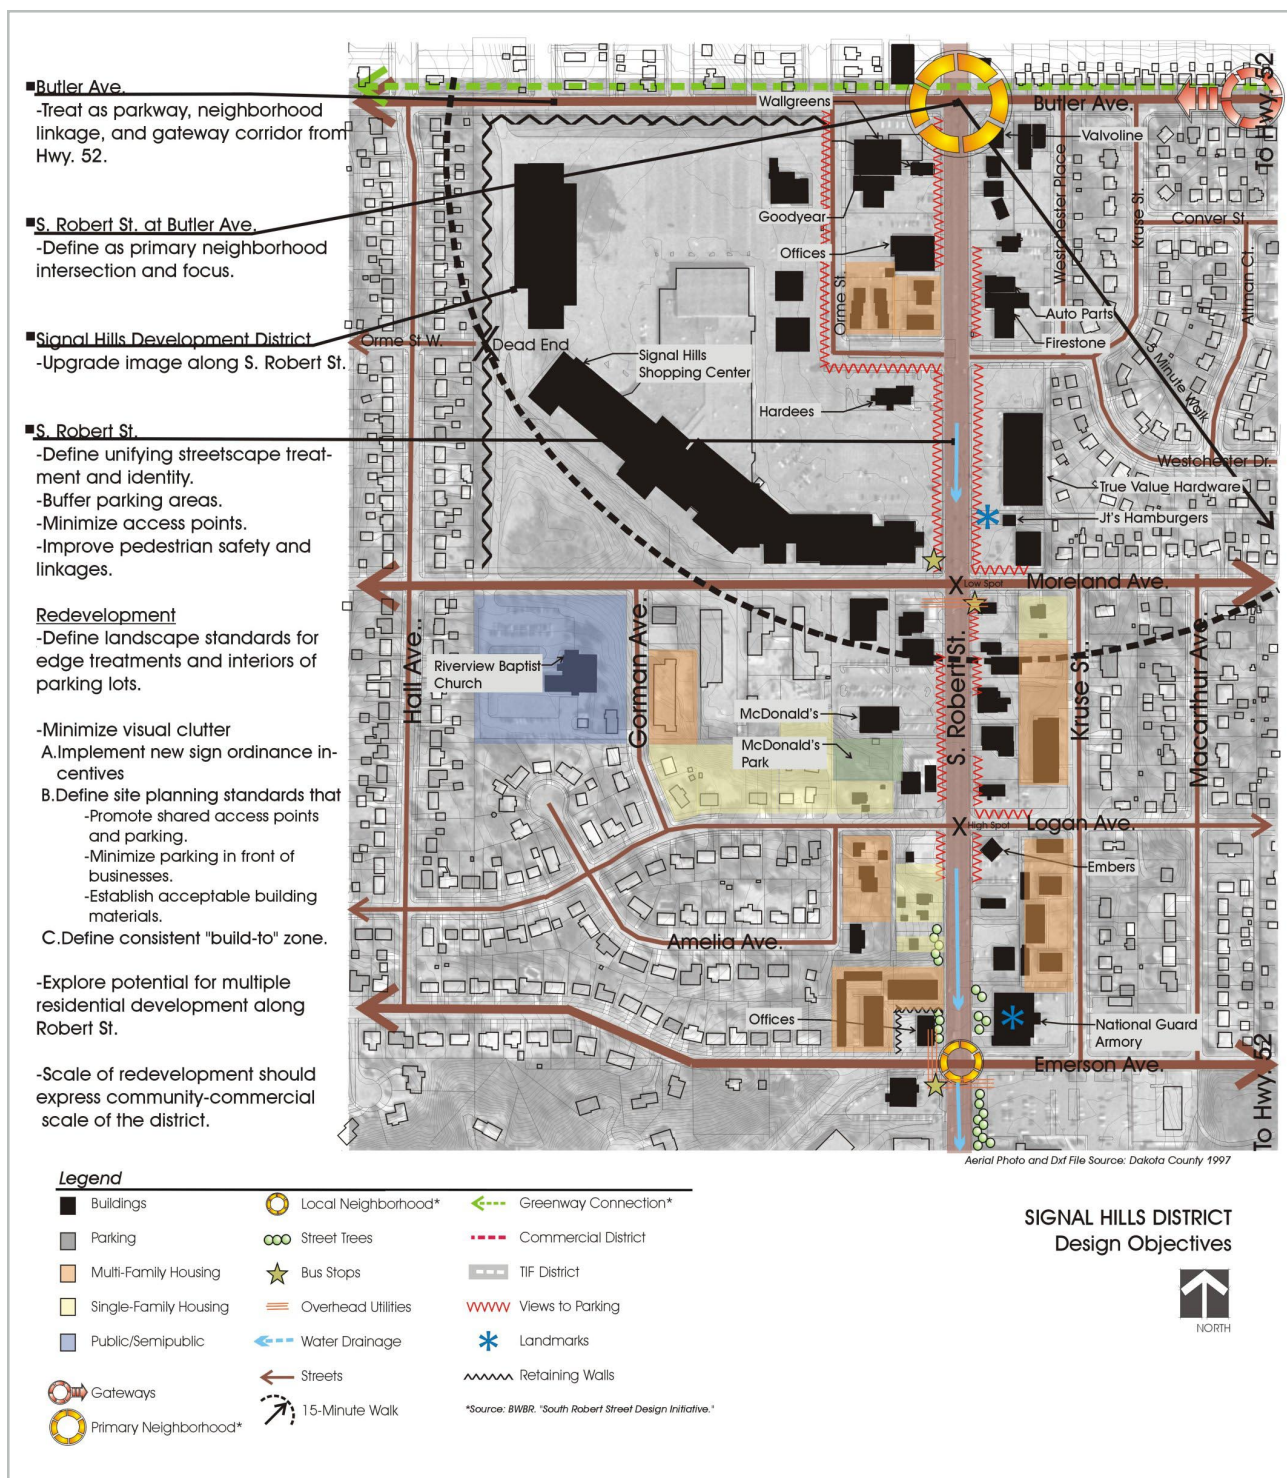 ■Butler Ave.
-Treat as parkway, neighborhood
linkage, and gateway corridor from
Hwy. 52.
■S. Robert St. at Butler Ave.
-Define as primary neighborhood
intersection and focus.
■Signal Hills Development District
-Upgrade image along S. Robert St.
■S. Robert St.
-Define unifying streetscape treat-
ment and identity.
-Buffer parking areas.
-Minimize access points.
-Improve pedestrian safety and
linkages.
Redevelopment
-Define landscape standards for
edge treatments and interiors of
parking lots.
-Minimize visual clutter
A.Implement new sign ordinance in-
centives
B.Define site planning standards that
-Promote shared access points
and parking.
-Minimize parking in front of
businesses.
-Establish acceptable building
materials.
C.Define consistent "build-to" zone.
-Explore potential for multiple
residential development along
Robert St.
-Scale of redevelopment should
express community-commercial
scale of the district.
Wallgreens
Butler Ave.
To Hwy. 52
Valvoline
Westchester Place
Kruse St.
Conver St.
Goodyear
Offices
Orme St.
Altman Ct.
Auto Parts
Firestone
5 Minute Walk
Orme St W.
Dead End
Signal Hills
Shopping Center
Hardees
Westchester Dr.
True Value Hardware
Jt's Hamburgers
Low Spot
Moreland Ave.
Hall Ave..
Gorman Ave.
S. Robert St.
Kruse St..
Macarthur Ave..
Riverview Baptist
Church
McDonald's
McDonald's
Park
High Spot
Logan Ave.
Embers
Amelia Ave..
Offices
National Guard
Armory
Emerson Ave.
To Hwy. 52
Aerial Photo and Dxf File Source: Dakota County 1997
Legend
Buildings
Parking
Multi-Family Housing
Single-Family Housing
Public/Semipublic
Gateways
Primary Neighborhood*
Local Neighborhood*
Street Trees
Bus Stops
Overhead Utilities
Water Drainage
Streets
15-Minute Walk
Greenway Connection*
Commercial District
TIF District
Views to Parking
Landmarks
Retaining Walls
*Source: BWBR. "South Robert Street Design Initiative."
SIGNAL HILLS DISTRICT
Design Objectives
NORTH